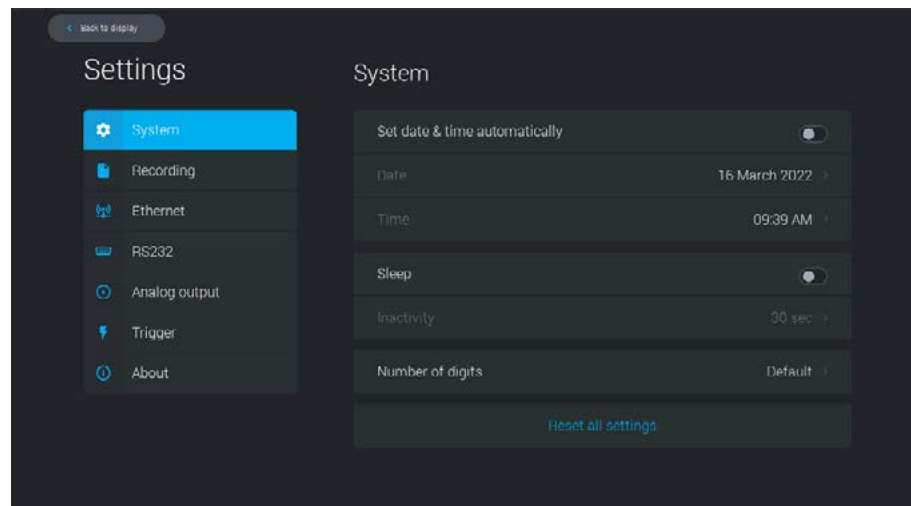 Back to display
Settings
System
Recording
Ethernet
RS232
Analog output
Trigger
About
System
Set date & time automatically
Date 16 March 2022
Time 09:39 AM
Sleep
Inactivity 30 sec
Number of digits Default
Reset all settings